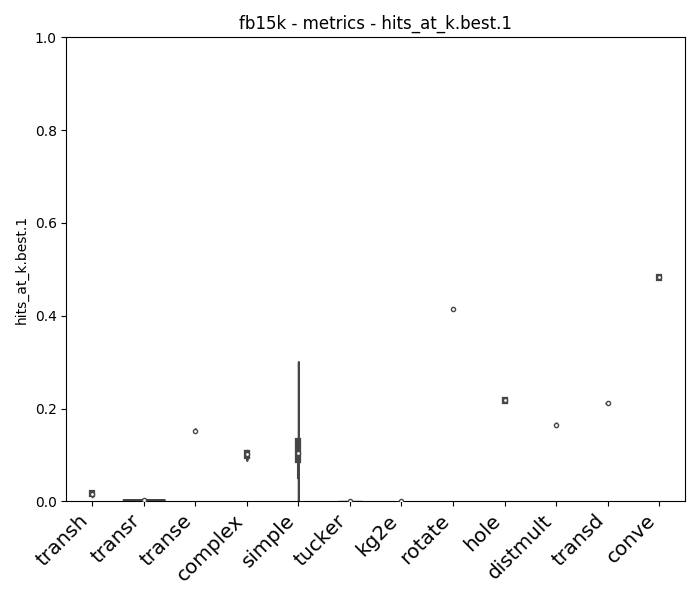 fb15k - metrics - hits_at_k.best.1
hits_at_k.best.1
1.0
0.8
0.6
0.4
0.2
0.0
transh
transr
transe
complex
simple
tucker
kg2e
rotate
hole
distmult
transd
conve